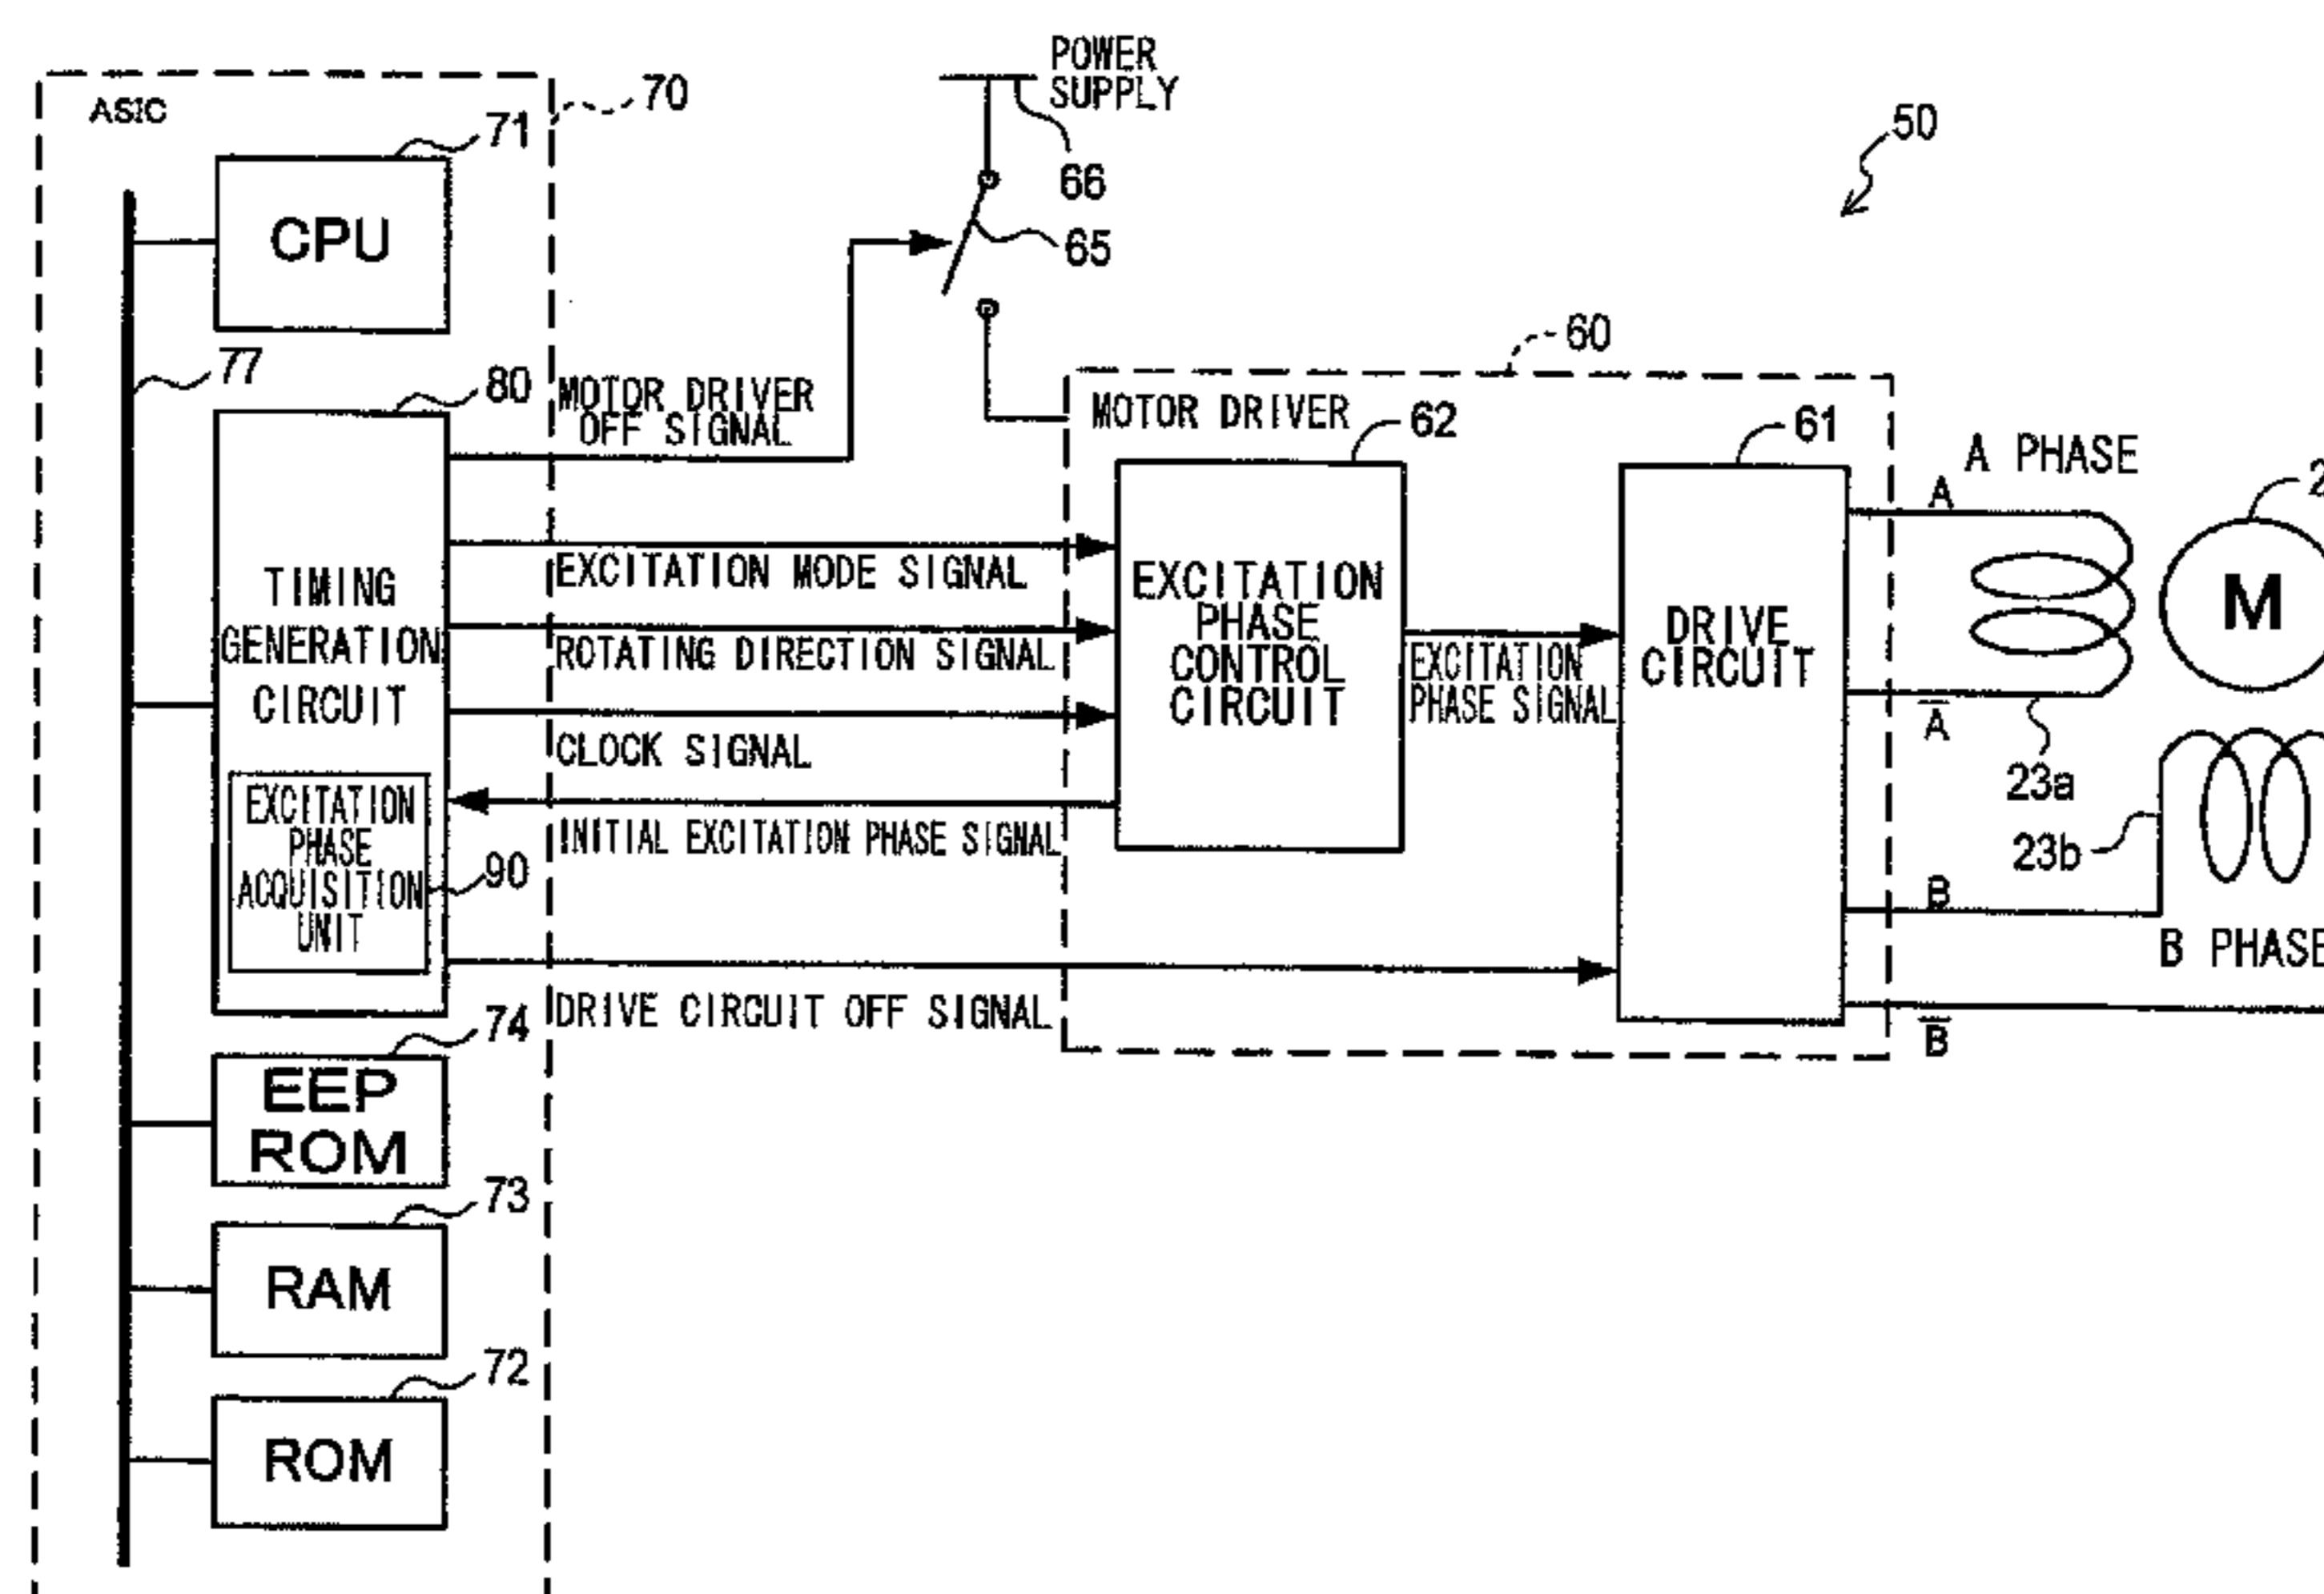 ASIC
70
71
CPU
77
80
TIMING
GENERATION
CIRCUIT
EXCITATION
PHASE
ACQUISITION
UNIT
90
74
EEP
ROM
73
RAM
72
ROM
POWER
SUPPLY
66
65
50
MOTOR DRIVER
OFF SIGNAL
EXCITATION MODE SIGNAL
ROTATING DIRECTION SIGNAL
CLOCK SIGNAL
INITIAL EXCITATION PHASE SIGNAL
DRIVE CIRCUIT OFF SIGNAL
60
MOTOR DRIVER
62
EXCITATION
PHASE
CONTROL
CIRCUIT
EXCITATION
PHASE SIGNAL
61
DRIVE
CIRCUIT
A PHASE
A
A̅
23a
M
23b
B
B PHASE
B̅